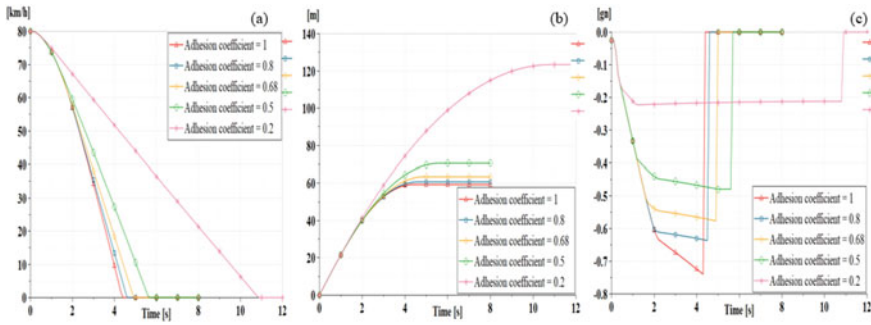 [km/h]
(a)
80
70
60
50
40
30
20
10
0
0
2
4
6
8
10
12
Time [s]
Adhesion coefficient = 1
Adhesion coefficient = 0.8
Adhesion coefficient = 0.68
Adhesion coefficient = 0.5
Adhesion coefficient = 0.2
[m]
(b)
140
120
100
80
60
40
20
0
0
2
4
6
8
10
12
Time [s]
Adhesion coefficient = 1
Adhesion coefficient = 0.8
Adhesion coefficient = 0.68
Adhesion coefficient = 0.5
Adhesion coefficient = 0.2
[gn]
(c)
0.0
-0.1
-0.2
-0.3
-0.4
-0.5
-0.6
-0.7
-0.8
0
2
4
6
8
10
12
Time [s]
Adhesion coefficient = 1
Adhesion coefficient = 0.8
Adhesion coefficient = 0.68
Adhesion coefficient = 0.5
Adhesion coefficient = 0.2